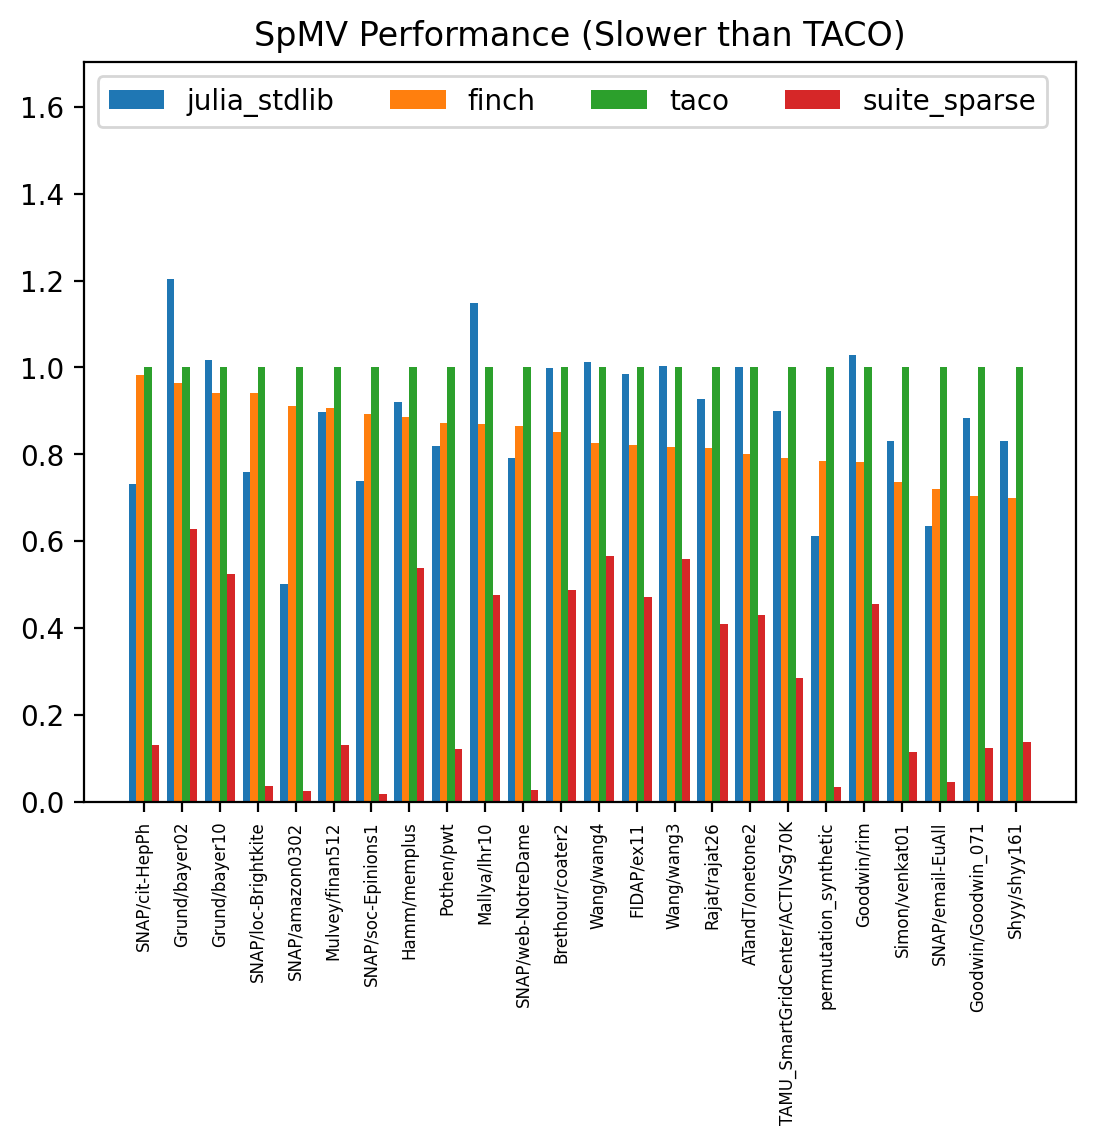 SpMV Performance (Slower than TACO)
julia_stdlib finch taco suite_sparse
1.6
1.4
1.2
1.0
0.8
0.6
0.4
0.2
0.0
SNAP/cit-HepPh
Grund/bayer02
Grund/bayer10
SNAP/loc-Brightkite
SNAP/amazon0302
Mulvey/finan512
SNAP/soc-Epinions1
Hamm/memplus
Pothen/pwt
Mallya/lhr10
SNAP/web-NotreDame
Brethour/coater2
Wang/wang4
FIDAP/ex11
Wang/wang3
Rajat/rajat26
ATandT/onetone2
TAMU_SmartGridCenter/ACTIVSg70K
permutation_synthetic
Goodwin/rim
Simon/venkat01
SNAP/email-EuAll
Goodwin/Goodwin_071
Shyy/shyy161